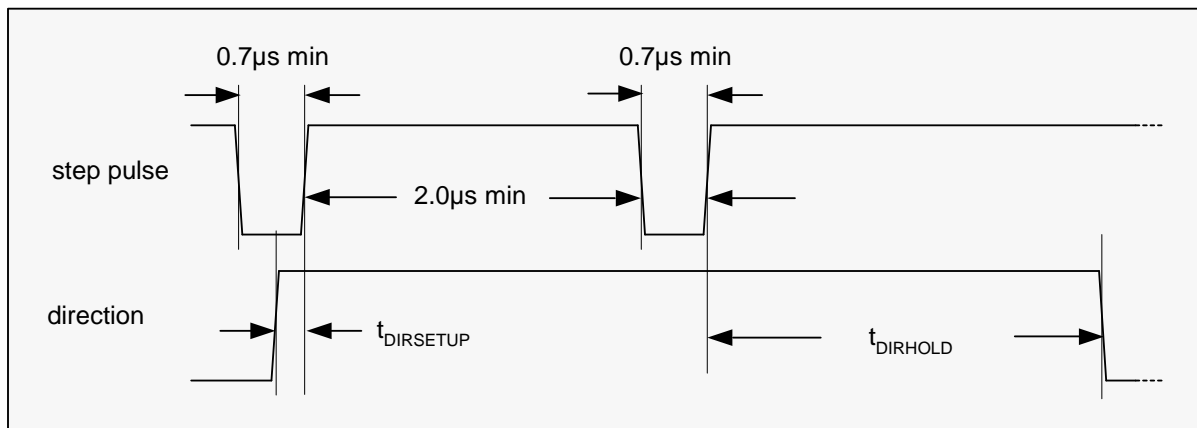 0.7µs min
0.7µs min
step pulse
2.0µs min
direction
tDIRSETUP
tDIRHOLD